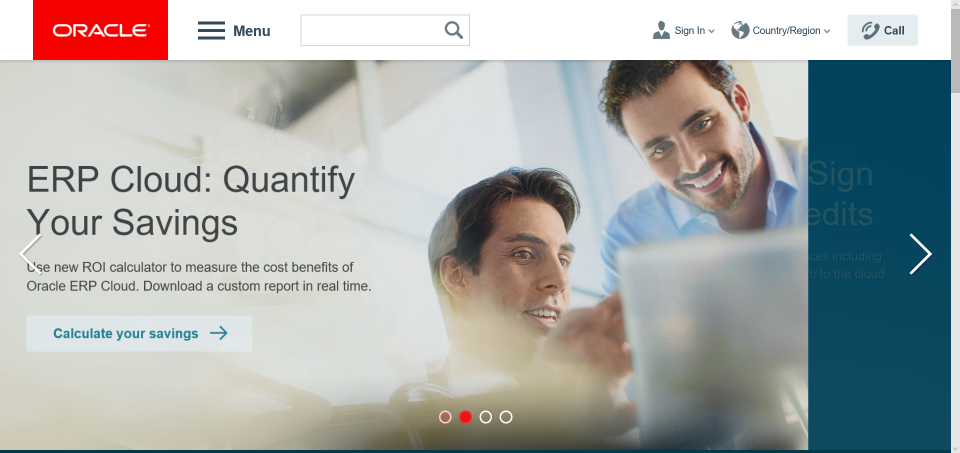 ORACLE
Menu
Sign In
Country/Region
Call
ERP Cloud: Quantify
Your Savings
Use new ROI calculator to measure the cost benefits of
Oracle ERP Cloud. Download a custom report in real time.
Calculate your savings
Sign
edits
ces including
h to the cloud